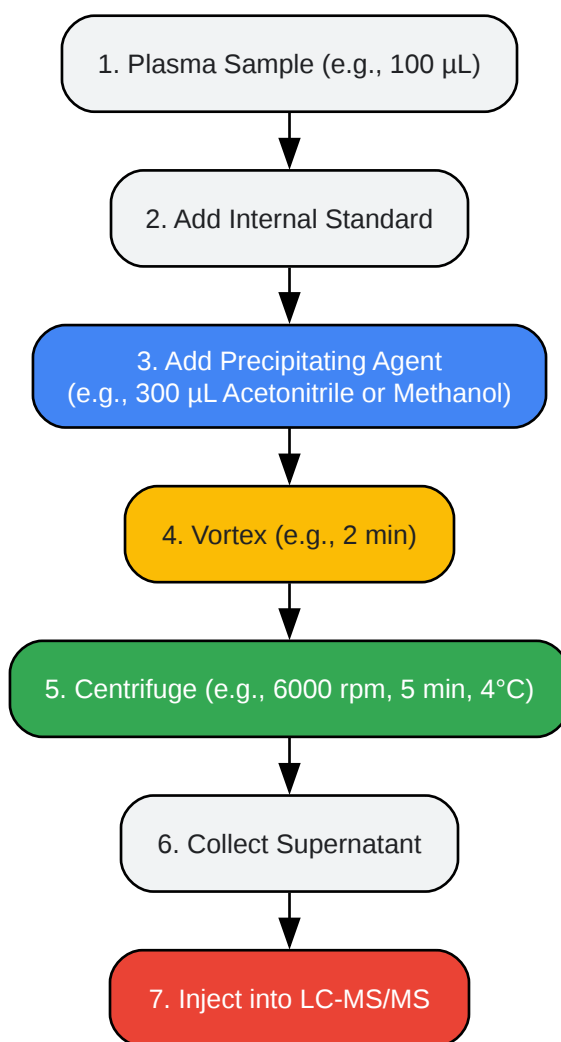 1. Plasma Sample (e.g., 100 µL)
2. Add Internal Standard
3. Add Precipitating Agent
(e.g., 300 µL Acetonitrile or Methanol)
4. Vortex (e.g., 2 min)
5. Centrifuge (e.g., 6000 rpm, 5 min, 4°C)
6. Collect Supernatant
7. Inject into LC-MS/MS